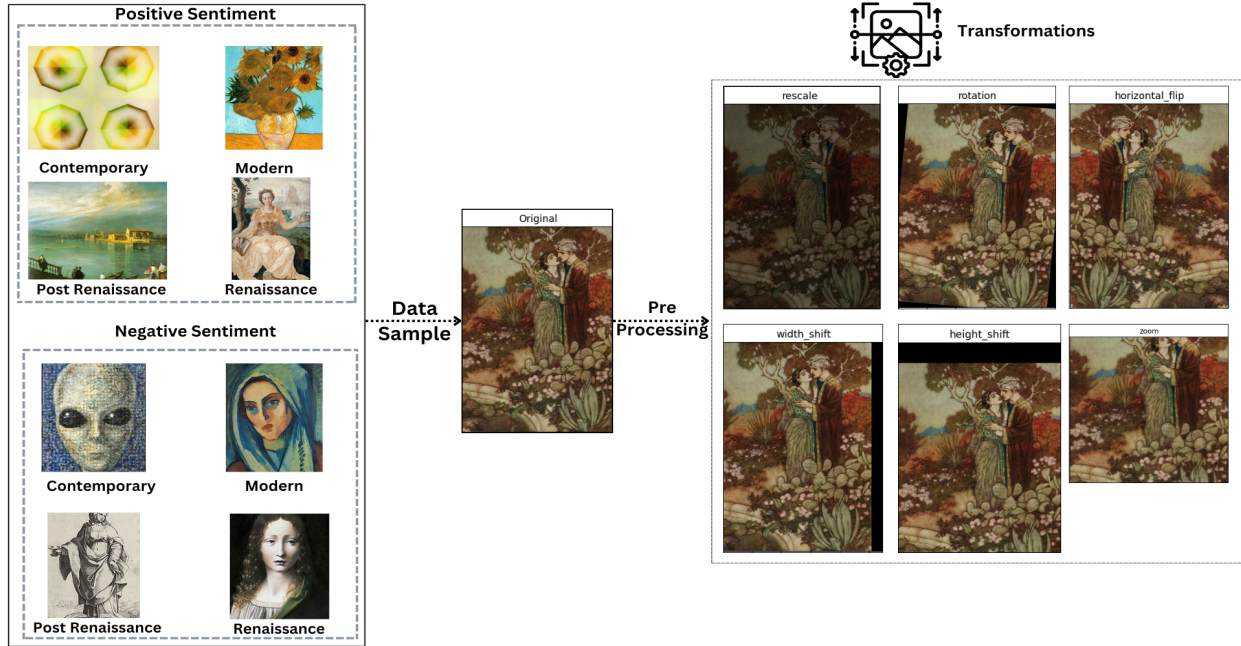 Positive Sentiment
Contemporary
Modern
Post Renaissance
Renaissance
Negative Sentiment
Contemporary
Modern
Post Renaissance
Renaissance
Data
Sample
Original
Pre
Processing
Transformations
rescale
rotation
horizontal_flip
width_shift
height_shift
zoom